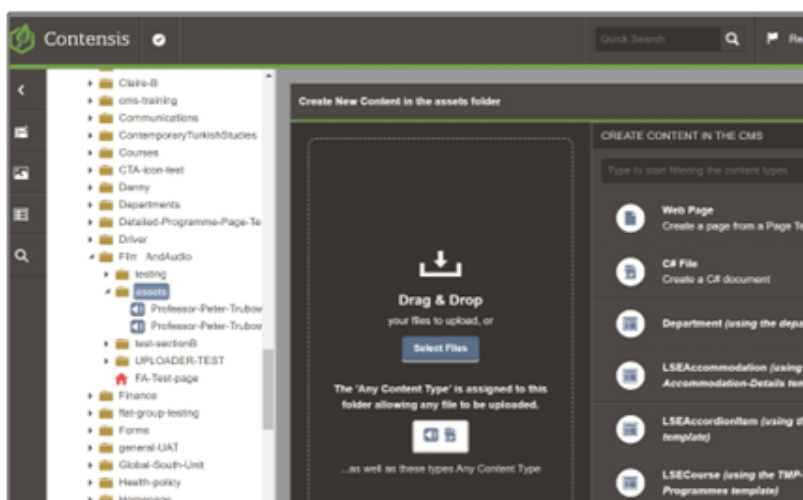 Contensis
Quick Search
Re
Claire-B
cms-training
Communications
ContemporaryTurkishStudies
Courses
CTA-icon-test
Danny
Departments
Detailed-Programme-Page-Te
Driver
Film AndAudio
testing
assets
Professor-Peter-Trubow
Professor-Peter-Trubow
test-sectionB
UPLOADER-TEST
FA-Test-page
Finance
flat-group-testing
Forms
general-UAT
Global-South-Unit
Health-policy
Homepage
Create New Content in the assets folder
Drag & Drop
your files to upload, or
Select Files
The 'Any Content Type' is assigned to this
folder allowing any file to be uploaded.
...as well as these types Any Content Type
CREATE CONTENT IN THE CMS
Type to start filtering the content types
Web Page
Create a page from a Page Te
C# File
Create a C# document
Department (using the depa
LSEAccommodation (using
Accommodation-Details tem
LSEAccordionItem (using th
template)
LSECourse (using the TMP-
Programmes template)